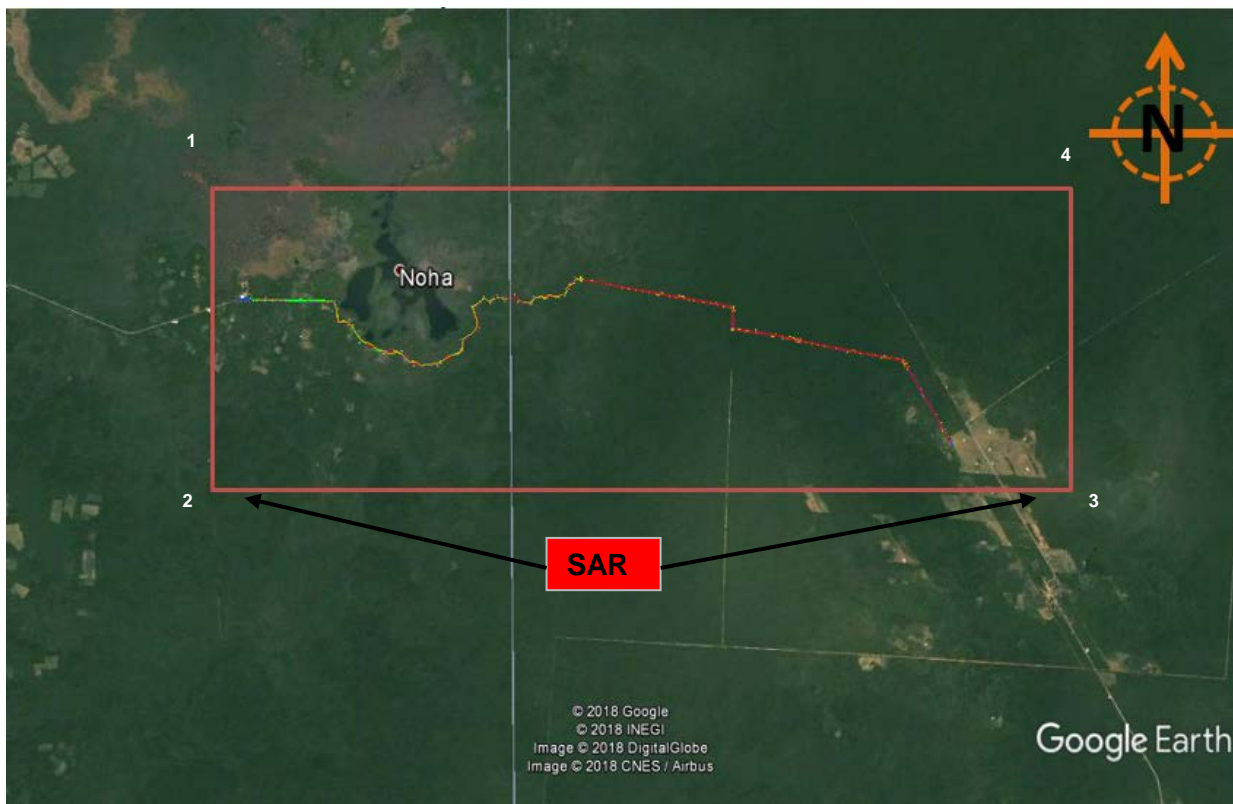 N
1
4
Noha
2
3
SAR
© 2018 Google
© 2018 INEGI
Image © 2018 DigitalGlobe
Image © 2018 CNES / Airbus
Google Earth